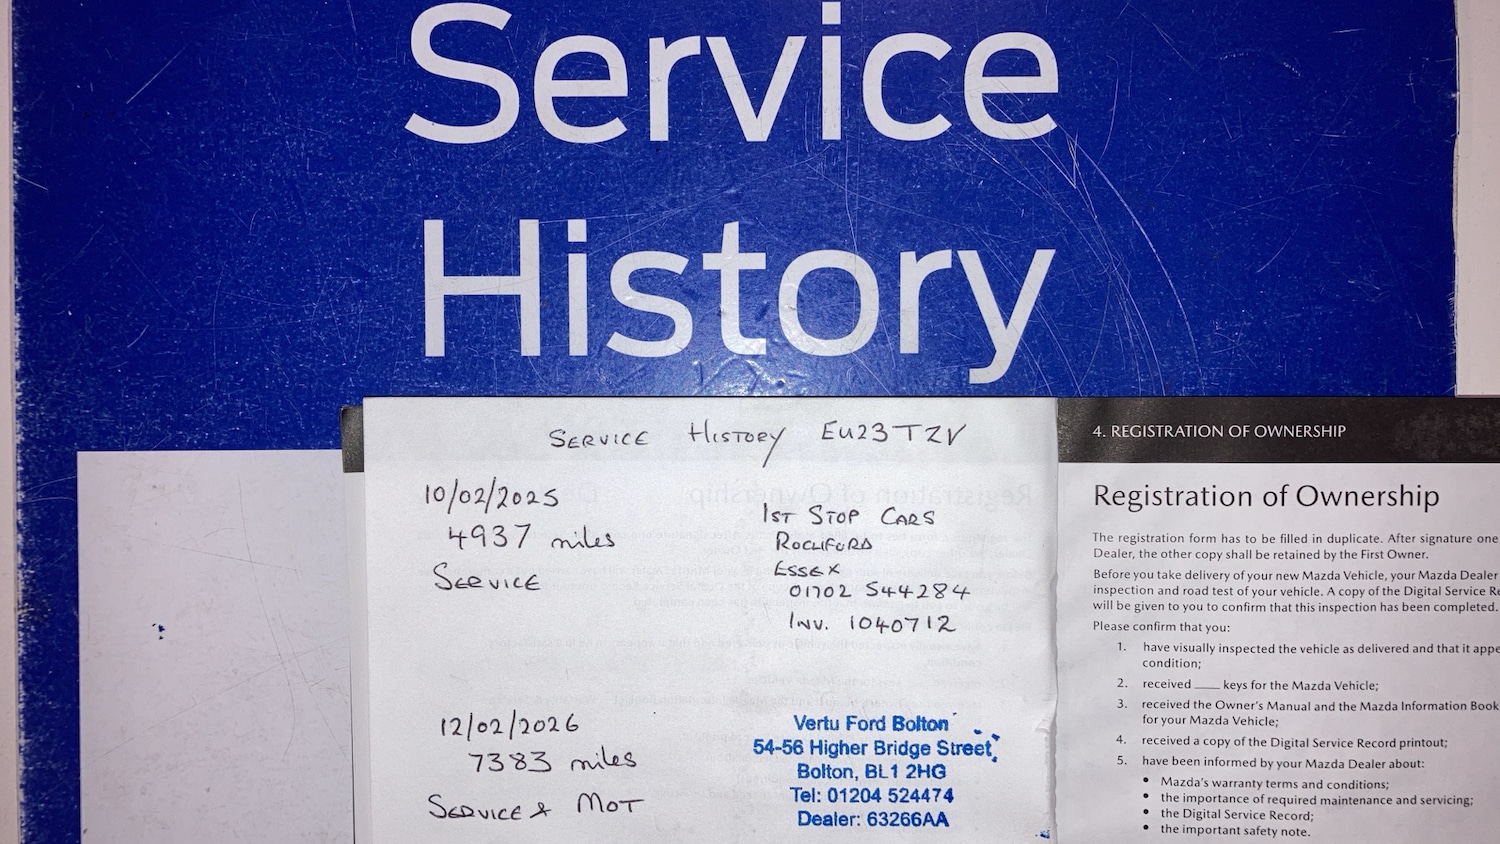 Service
History
SERVICE HISTORY EU23TZV
10/02/2025
4937 miles
SERVICE
1ST STOP CARS
ROCHFORD
ESSEX
01702 544284
INV. 1040712
12/02/2026
7383 miles
SERVICE & MOT
Vertu Ford Bolton
54-56 Higher Bridge Street,
Bolton, BL1 2HG
Tel: 01204 524474
Dealer: 63266AA
4. REGISTRATION OF OWNERSHIP
Registration of Ownership
The registration form has to be filled in duplicate. After signature one
Dealer, the other copy shall be retained by the First Owner.
Before you take delivery of your new Mazda Vehicle, your Mazda Dealer
inspection and road test of your vehicle. A copy of the Digital Service Re
will be given to you to confirm that this inspection has been completed.
Please confirm that you:
1. have visually inspected the vehicle as delivered and that it appe
condition;
2. received ____ keys for the Mazda Vehicle;
3. received the Owner's Manual and the Mazda Information Book
for your Mazda Vehicle;
4. received a copy of the Digital Service Record printout;
5. have been informed by your Mazda Dealer about:
• Mazda's warranty terms and conditions;
• the importance of required maintenance and servicing;
• the Digital Service Record;
• the important safety note.